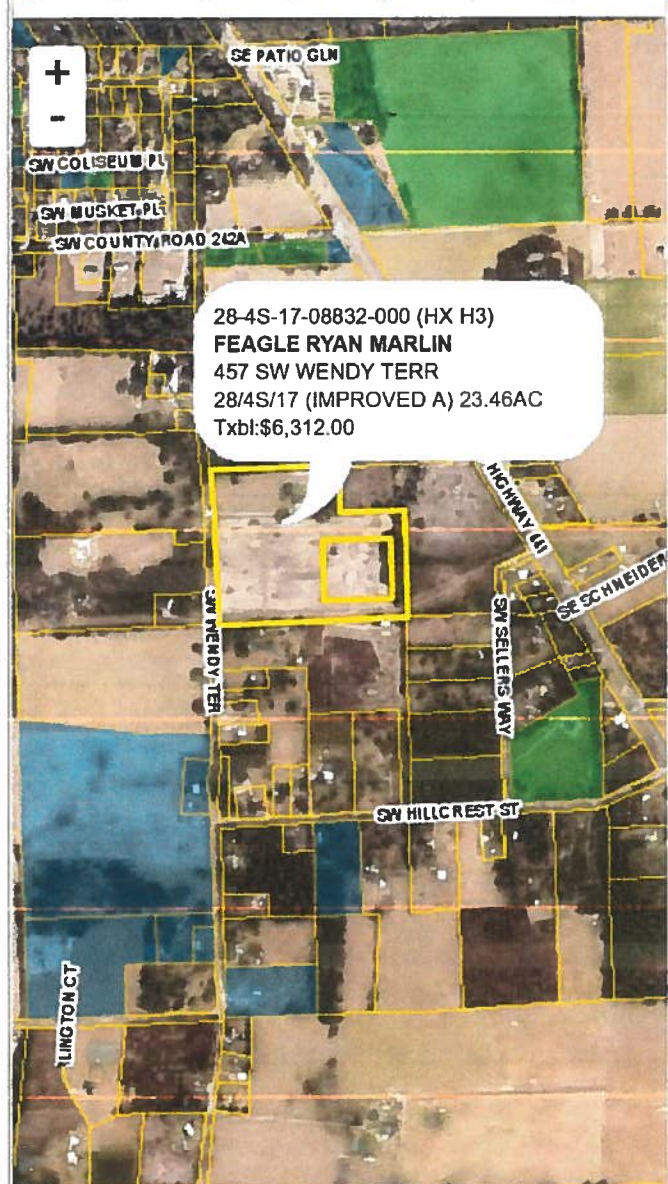 +
-
SE PATIO GLN
SW COLISEUM PL
SW MUSKET PL
SW COUNTY ROAD 242A
28-4S-17-08832-000 (HX H3)
FEAGLE RYAN MARLIN
457 SW WENDY TERR
28/4S/17 (IMPROVED A) 23.46AC
Txbl:$6,312.00
HIGHWAY 441
SE SCHNEIDER
SW WENDY TER
SW SELLERS WAY
SW HILLCREST ST
LINGTON CT